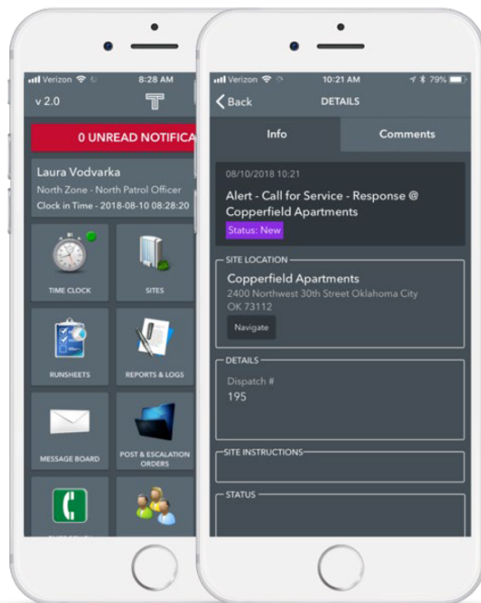 Verizon
8:28 AM
v 2.0
0 UNREAD NOTIFICA
Laura Vodvarka
North Zone - North Patrol Officer
Clock in Time - 2018-08-10 08:28:20
TIME CLOCK
SITES
RUNSHEETS
REPORTS & LOGS
MESSAGE BOARD
POST & ESCALATION
ORDERS
Verizon
10:21 AM
79%
Back
DETAILS
Info
Comments
08/10/2018 10:21
Alert - Call for Service - Response @
Copperfield Apartments
Status: New
SITE LOCATION
Copperfield Apartments
2400 Northwest 30th Street Oklahoma City
OK 73112
Navigate
DETAILS
Dispatch #
195
SITE INSTRUCTIONS
STATUS